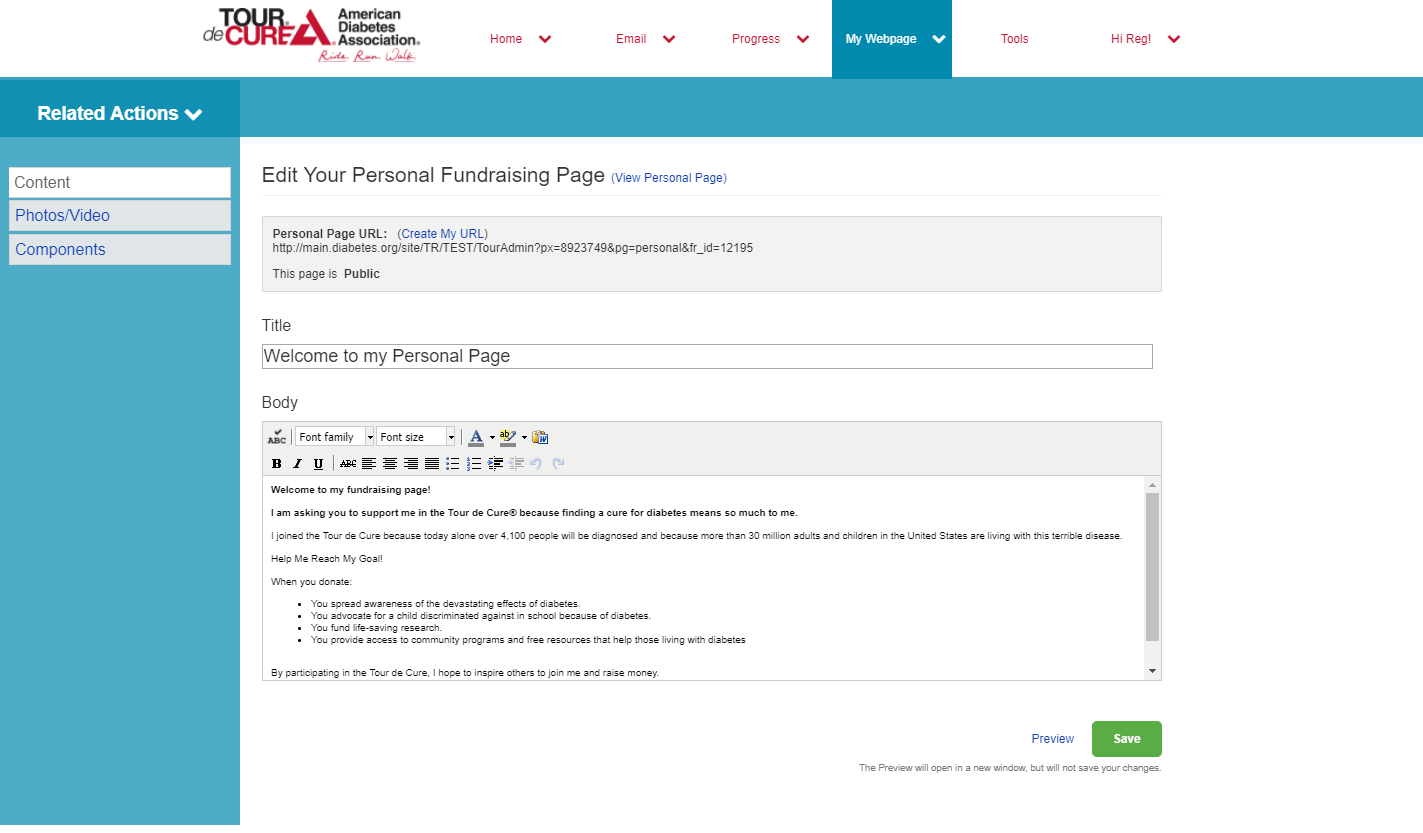 TOUR de CURE American Diabetes Association®
Ride. Run. Walk.
Home
Email
Progress
My Webpage
Tools
Hi Reg!
Related Actions
Content
Photos/Video
Components
Edit Your Personal Fundraising Page (View Personal Page)
Personal Page URL: (Create My URL)
http://main.diabetes.org/site/TR/TEST/TourAdmin?px=8923749&pg=personal&fr_id=12195
This page is Public
Title
Welcome to my Personal Page
Body
ABC Font family Font size A ab W
B I U ABC
Welcome to my fundraising page!
I am asking you to support me in the Tour de Cure® because finding a cure for diabetes means so much to me.
I joined the Tour de Cure because today alone over 4,100 people will be diagnosed and because more than 30 million adults and children in the United States are living with this terrible disease.
Help Me Reach My Goal!
When you donate:
• You spread awareness of the devastating effects of diabetes.
• You advocate for a child discriminated against in school because of diabetes.
• You fund life-saving research.
• You provide access to community programs and free resources that help those living with diabetes
By participating in the Tour de Cure, I hope to inspire others to join me and raise money.
Preview Save
The Preview will open in a new window, but will not save your changes.